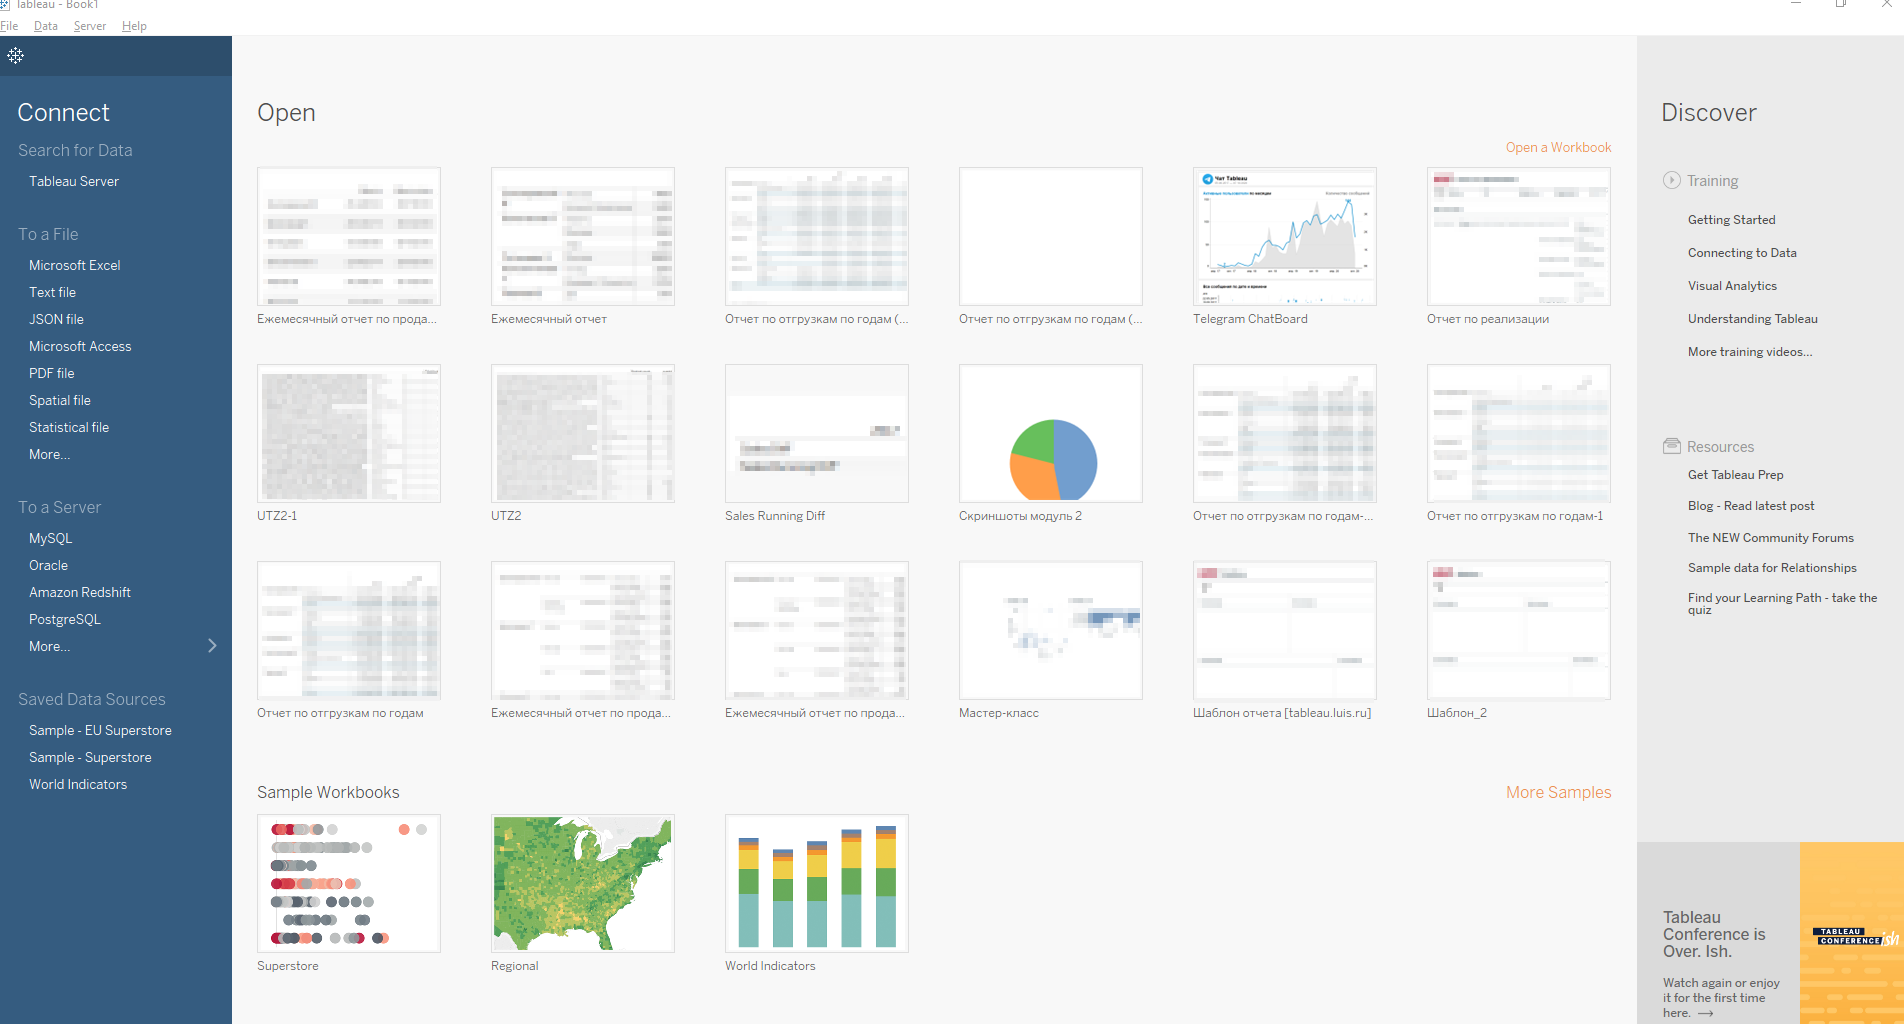 Tableau - Book1
File Data Server Help
Connect
Search for Data
Tableau Server
To a File
Microsoft Excel
Text file
JSON file
Microsoft Access
PDF file
Spatial file
Statistical file
More...
To a Server
MySQL
Oracle
Amazon Redshift
PostgreSQL
More...
Saved Data Sources
Sample - EU Superstore
Sample - Superstore
World Indicators
Open
Open a Workbook
Чат Tableau
Ежемесячный отчет по прода...
Ежемесячный отчет
Отчет по отгрузкам по годам (...
Отчет по отгрузкам по годам (...
Telegram ChatBoard
Отчет по реализации
UTZ2-1
UTZ2
Sales Running Diff
Скриншоты модуль 2
Отчет по отгрузкам по годам-...
Отчет по отгрузкам по годам-1
Отчет по отгрузкам по годам
Ежемесячный отчет по прода...
Ежемесячный отчет по прода...
Мастер-класс
Шаблон отчета [tableau.luis.ru]
Шаблон_2
Sample Workbooks
More Samples
Superstore
Regional
World Indicators
Discover
Training
Getting Started
Connecting to Data
Visual Analytics
Understanding Tableau
More training videos...
Resources
Get Tableau Prep
Blog - Read latest post
The NEW Community Forums
Sample data for Relationships
Find your Learning Path - take the
quiz
Tableau
Conference is
Over. Ish.
Watch again or enjoy
it for the first time
here. →
TABLEAU
CONFERENCEish